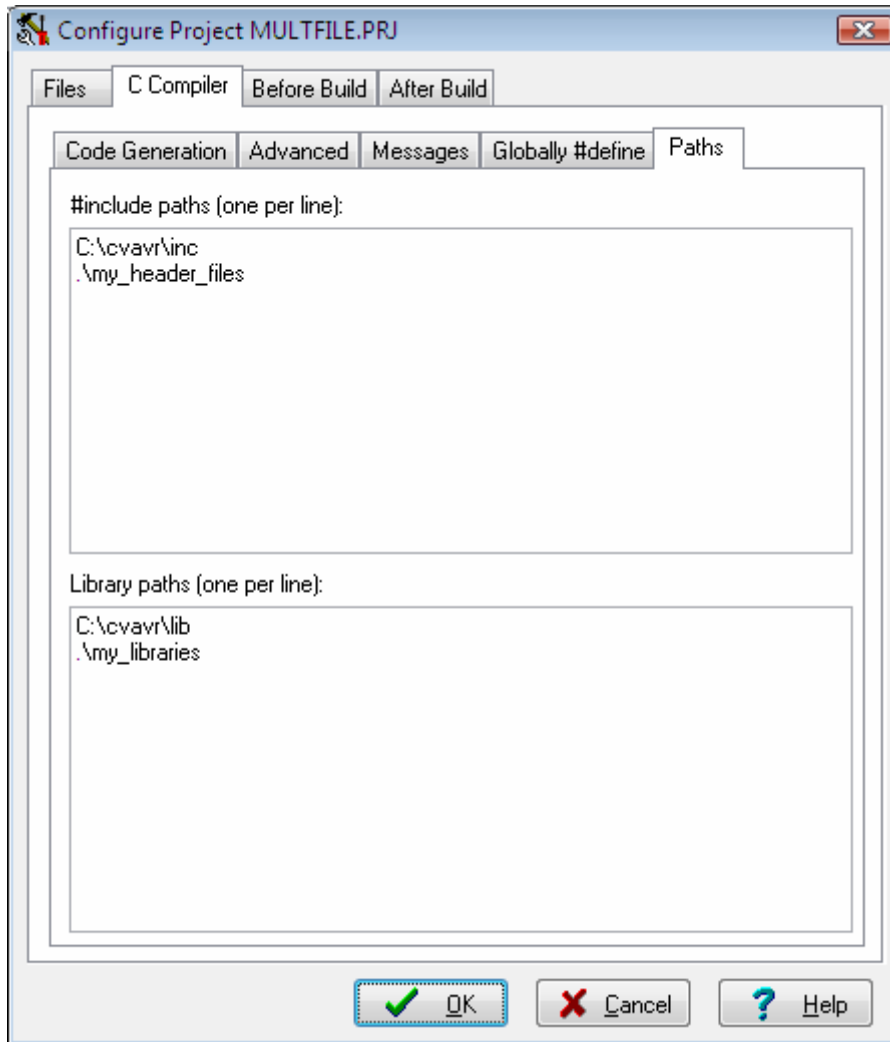 Configure Project MULTFILE.PRJ
Files C Compiler Before Build After Build
Code Generation Advanced Messages Globally #define Paths
#include paths (one per line):
C:\cvavr\inc
.\my_header_files
Library paths (one per line):
C:\cvavr\lib
.\my_libraries
OK Cancel ? Help